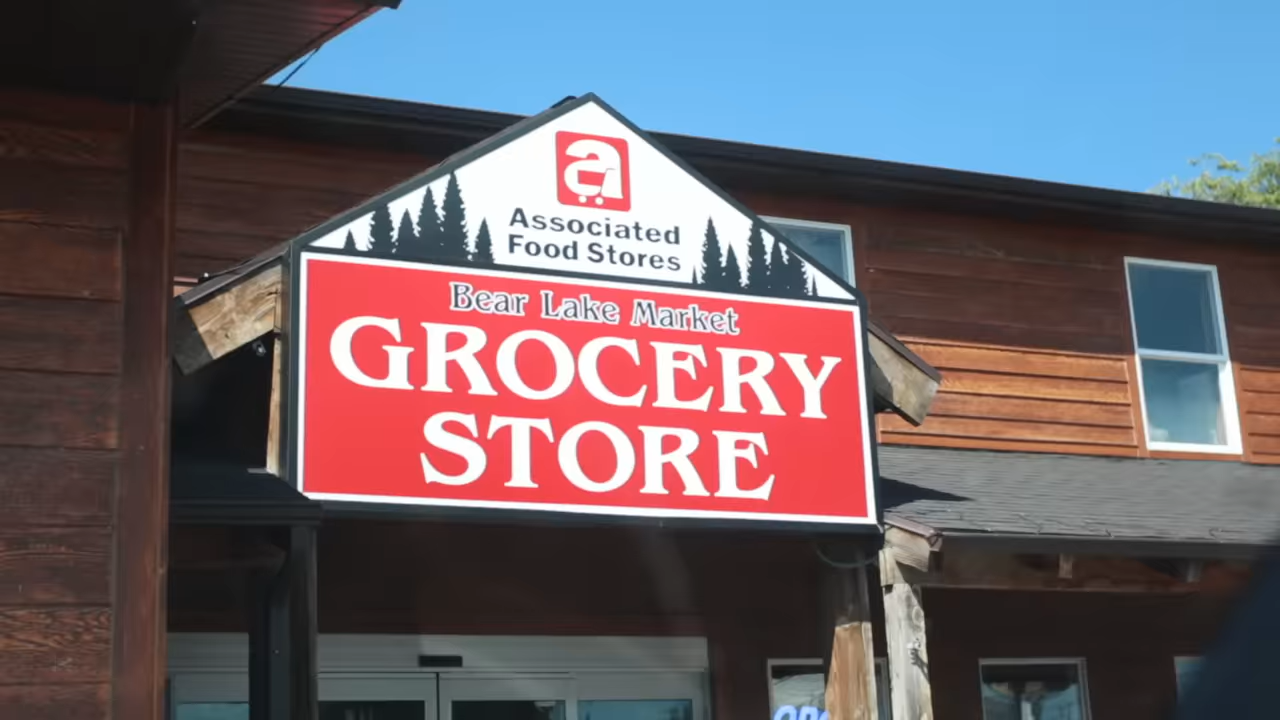 a
Associated
Food Stores
Bear Lake Market
GROCERY
STORE